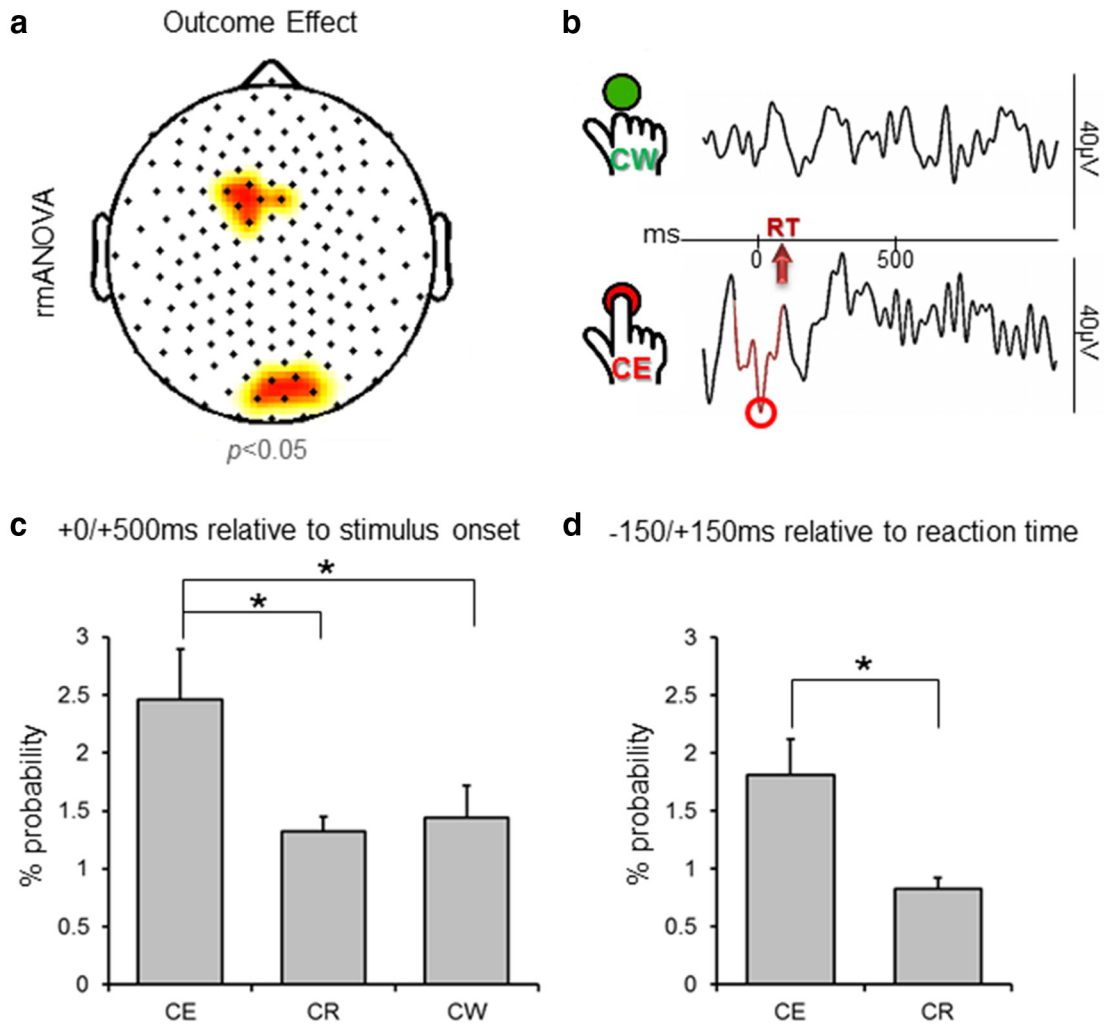 a
Outcome Effect
rmANOVA
p<0.05
b
CW
40µV
ms
RT
0
500
CE
40µV
c
+0/+500ms relative to stimulus onset
*
*
% probability
3
2.5
2
1.5
1
0.5
0
CE
CR
CW
d
-150/+150ms relative to reaction time
*
% probability
3
2.5
2
1.5
1
0.5
0
CE
CR